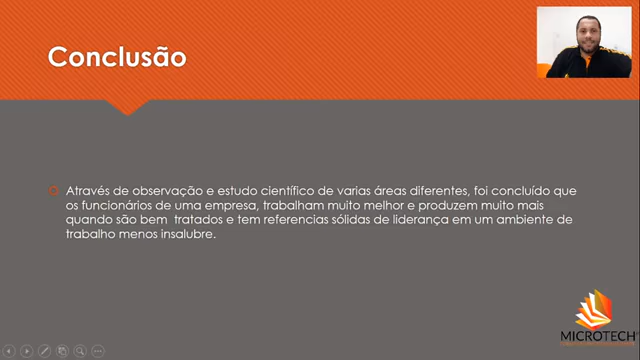 Conclusão
Através de observação e estudo científico de varias áreas diferentes, foi concluído que
os funcionários de uma empresa, trabalham muito melhor e produzem muito mais
quando são bem tratados e tem referencias sólidas de liderança em um ambiente de
trabalho menos insalubre.
MICROTECH